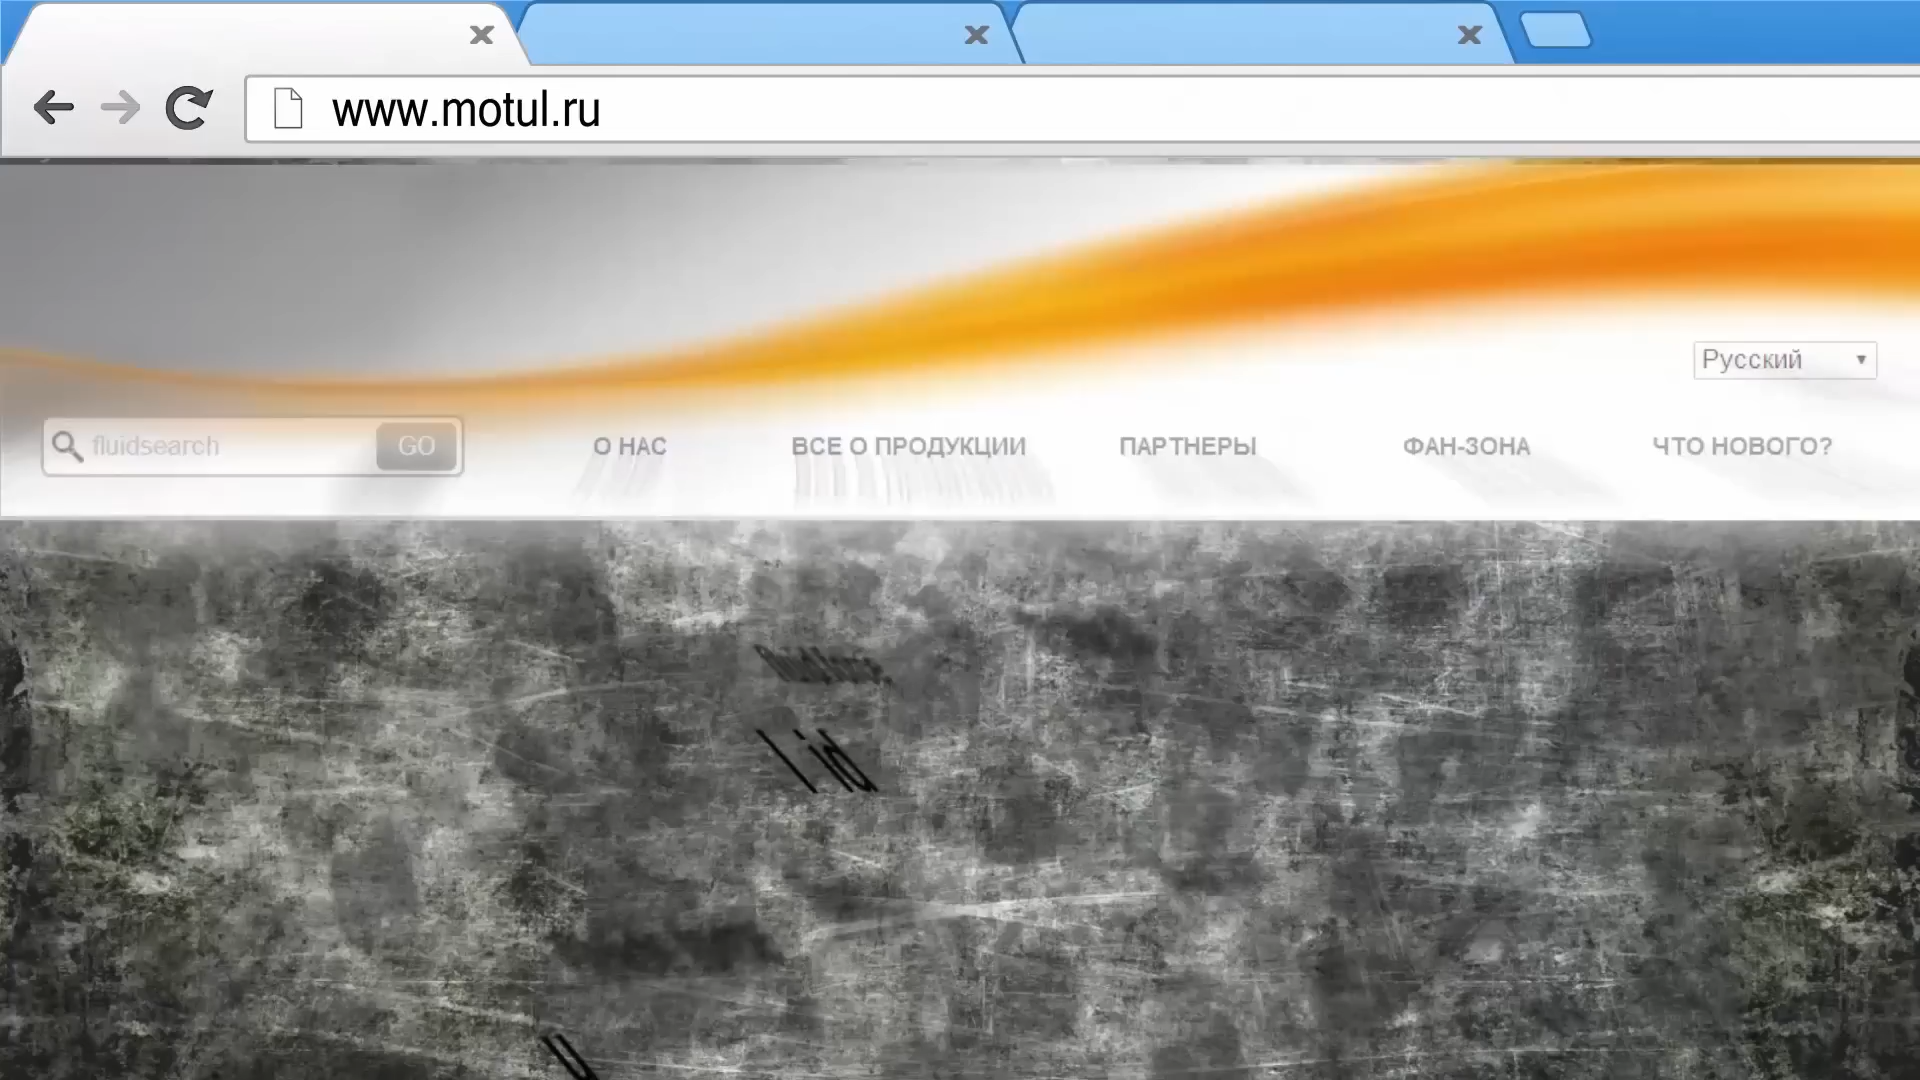 www.motul.ru
Русский
fluidsearch GO О НАС ВСЕ О ПРОДУКЦИИ ПАРТНЕРЫ ФАН-ЗОНА ЧТО НОВОГО?